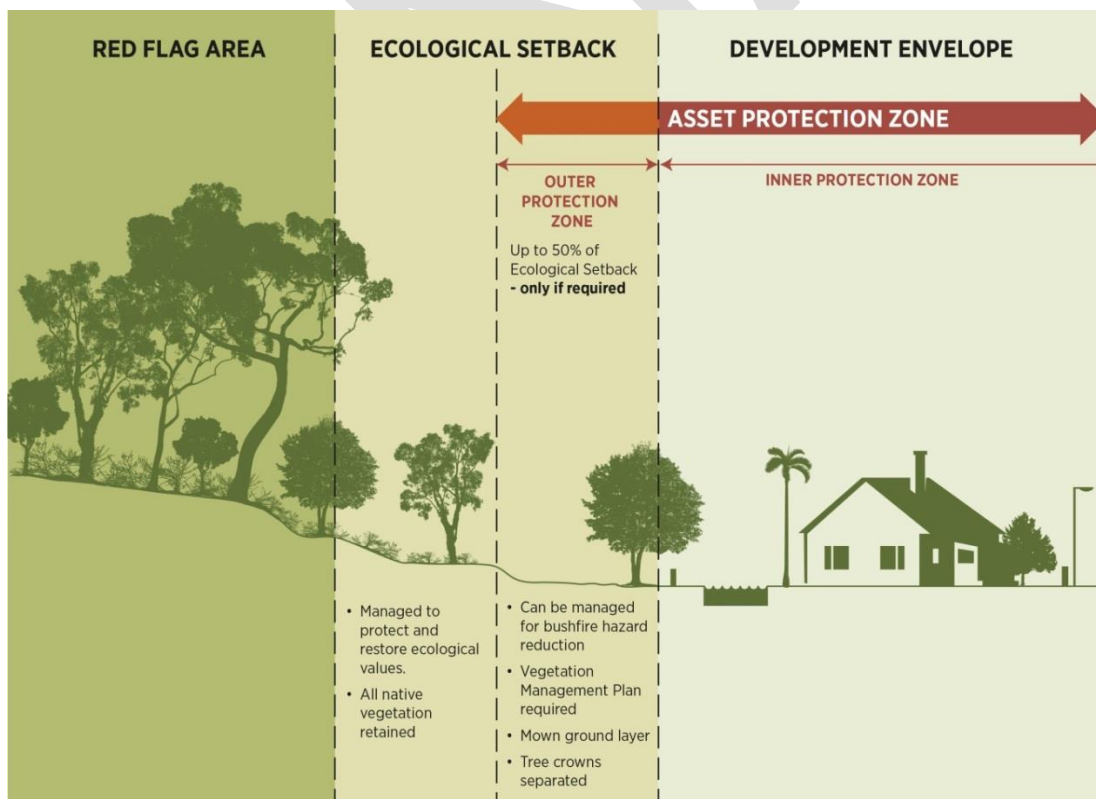 RED FLAG AREA
ECOLOGICAL SETBACK
DEVELOPMENT ENVELOPE
ASSET PROTECTION ZONE
OUTER
PROTECTION
ZONE
INNER PROTECTION ZONE
Up to 50% of
Ecological Setback
- only if required
• Managed to
protect and
restore ecological
values.
• All native
vegetation
retained
• Can be managed
for bushfire hazard
reduction
• Vegetation
Management Plan
required
• Mown ground layer
• Tree crowns
separated